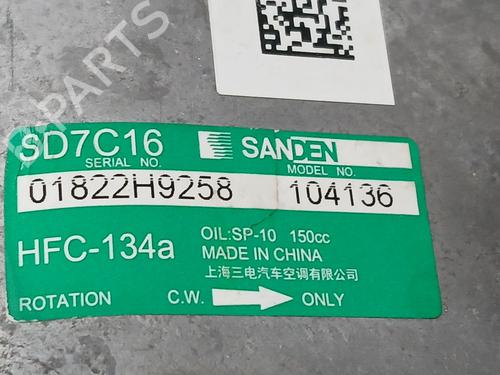 PARTS
SD7C16 SANDEN
SERIAL NO. MODEL NO.
01822H9258 104136
HFC-134a OIL:SP-10 150cc
MADE IN CHINA
上海三电汽车空调有限公司
ROTATION C.W. ONLY